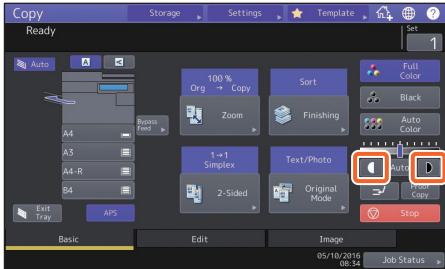 Copy
Storage
Settings
Template
?
Ready
Set
1
Auto
A
100 %
Org → Copy
Zoom
Sort
Finishing
Full
Color
Black
Auto
Color
Bypass
Feed
A4
A3
A4-R
B4
1→1
Simplex
2-Sided
Text/Photo
Original
Mode
Auto
Proof
Copy
Exit
Tray
APS
Stop
Basic
Edit
Image
05/10/2016
08:34
Job Status